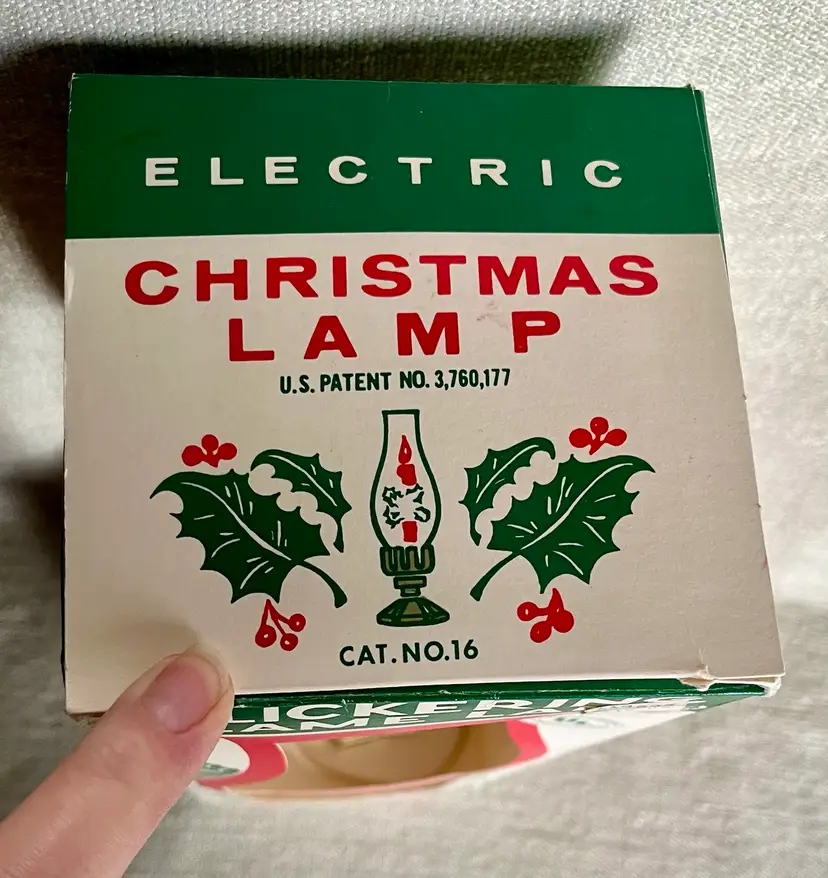 ELECTRIC
CHRISTMAS
LAMP
U.S. PATENT NO. 3,760,177
CAT. NO.16